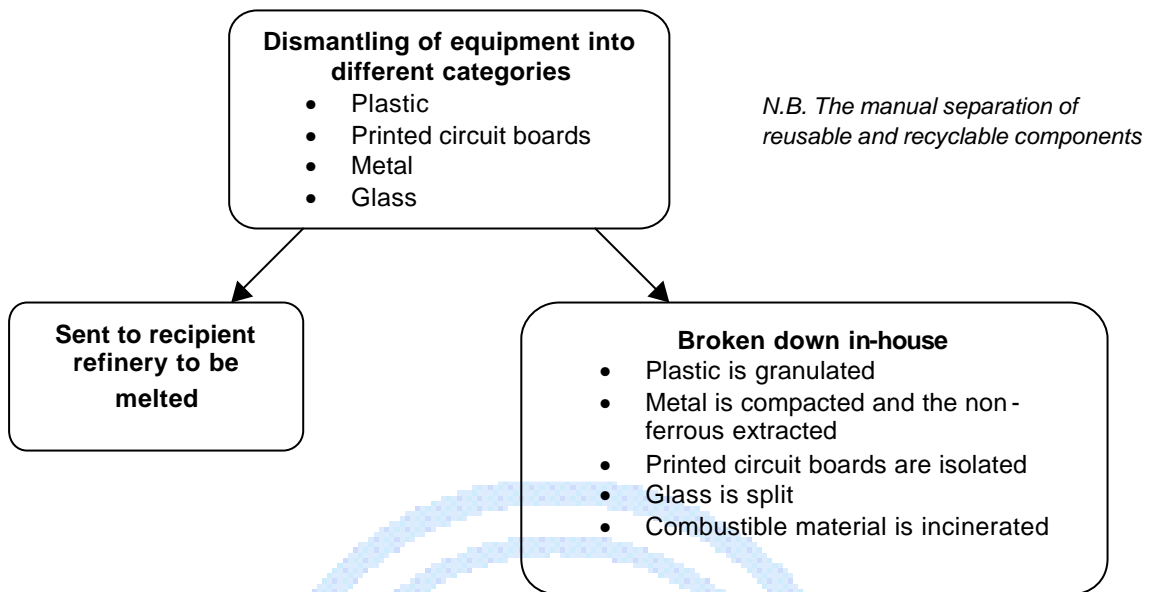 Dismantling of equipment into
different categories
• Plastic
• Printed circuit boards
• Metal
• Glass
N.B. The manual separation of
reusable and recyclable components
Sent to recipient
refinery to be
melted
Broken down in-house
• Plastic is granulated
• Metal is compacted and the non-
ferrous extracted
• Printed circuit boards are isolated
• Glass is split
• Combustible material is incinerated